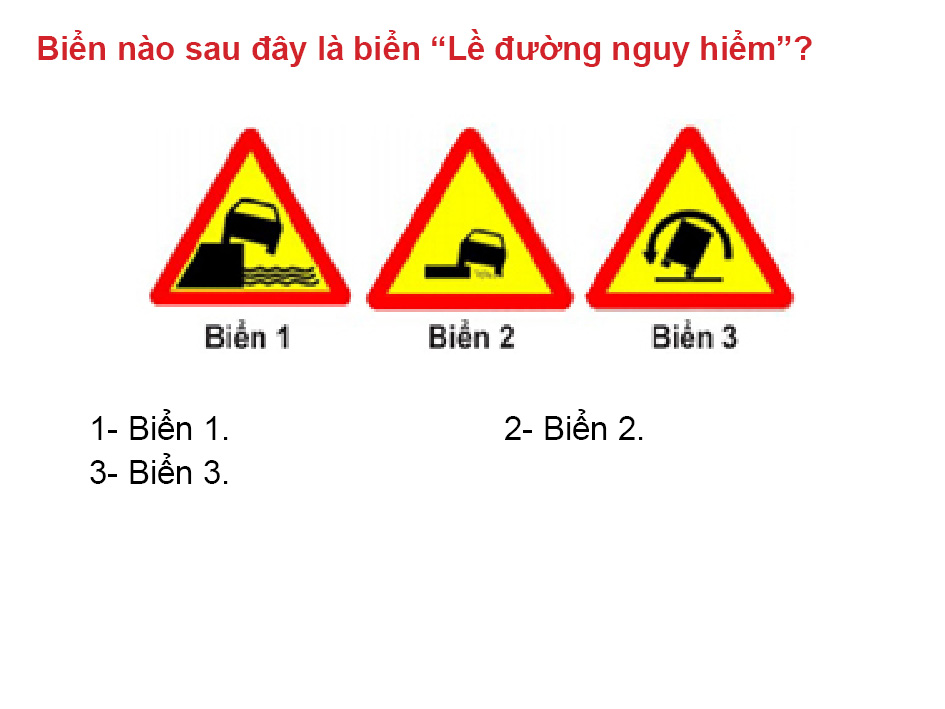 Biển nào sau đây là biển “Lề đường nguy hiểm”?
Biển 1 Biển 2 Biển 3
1- Biển 1. 2- Biển 2.
3- Biển 3.